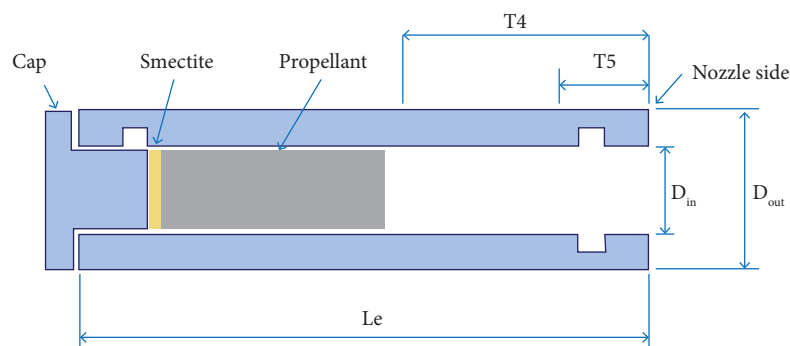 T4
Cap
Smectite
Propellant
T5
Nozzle side
D_in
D_out
Le